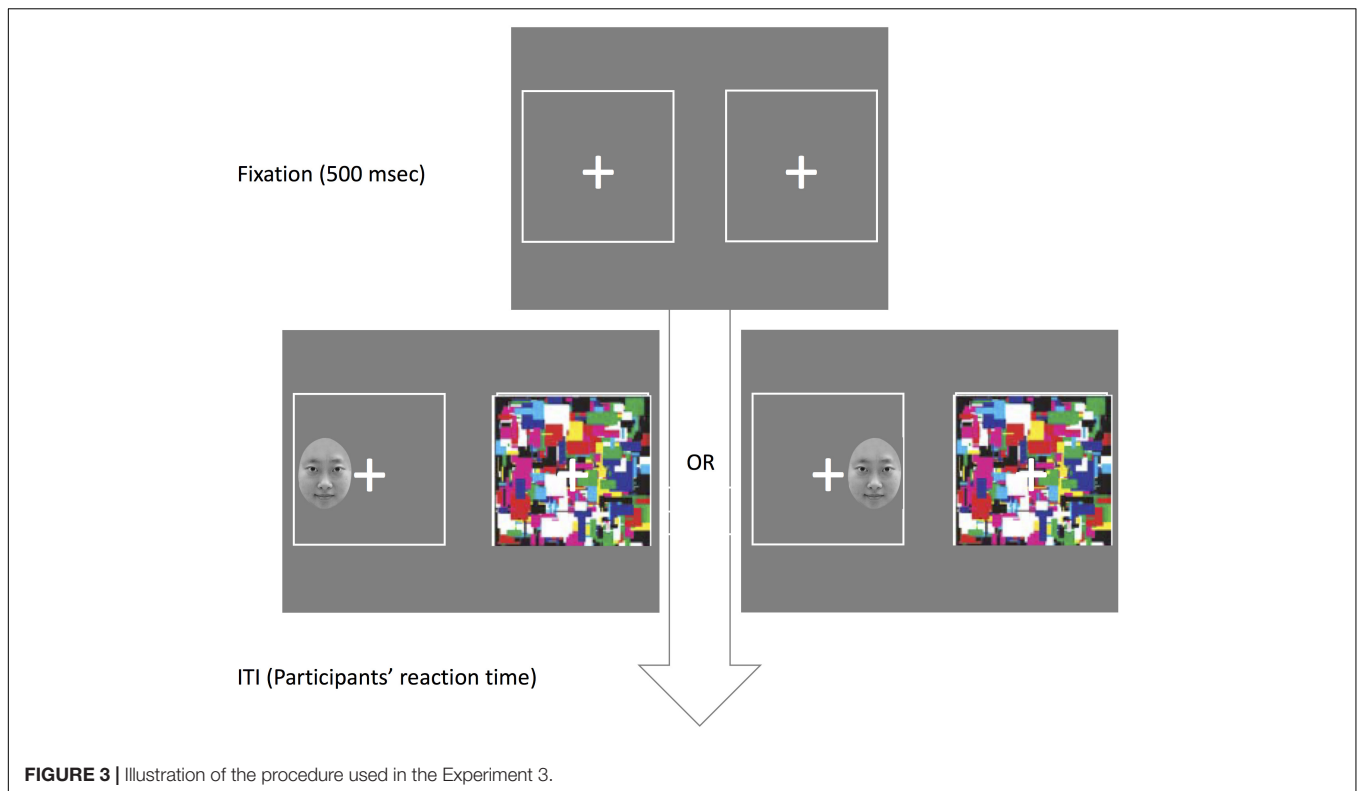 Fixation (500 msec)
OR
ITI (Participants’ reaction time)
FIGURE 3 | Illustration of the procedure used in the Experiment 3.